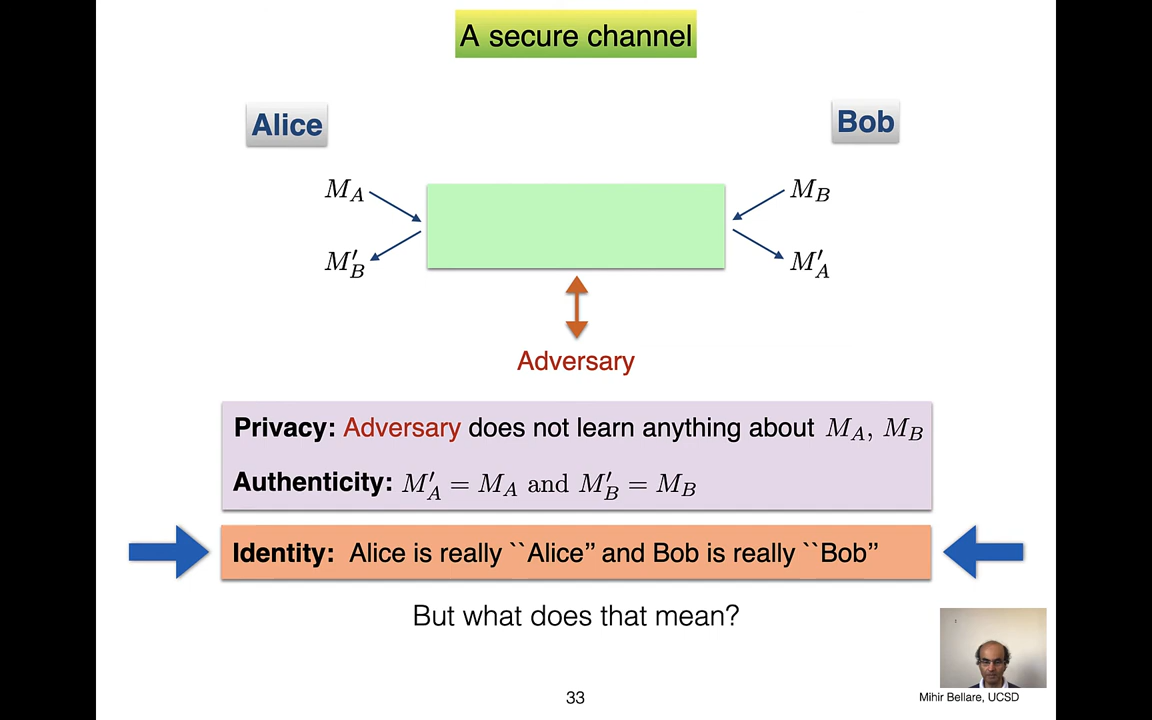 A secure channel
Alice
Bob
M_A
M_B
M'_B
M'_A
Adversary
Privacy: Adversary does not learn anything about M_A, M_B
Authenticity: M'_A = M_A and M'_B = M_B
Identity: Alice is really ``Alice” and Bob is really ``Bob”
But what does that mean?
Mihir Bellare, UCSD
33